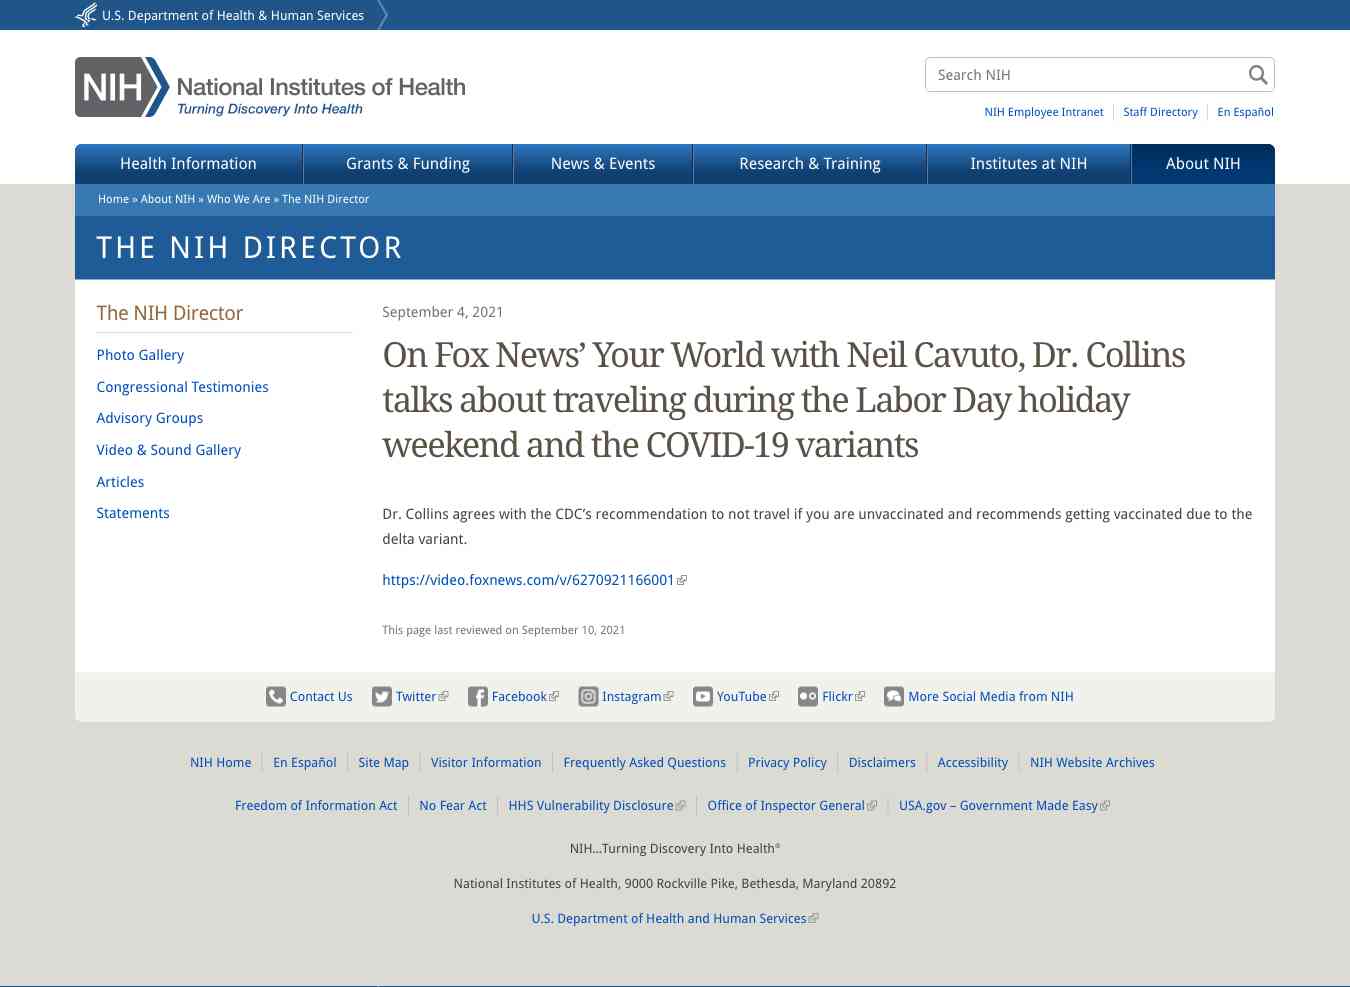 U.S. Department of Health & Human Services
NIH National Institutes of Health
Turning Discovery Into Health
Search NIH
NIH Employee Intranet Staff Directory En Español
Health Information Grants & Funding News & Events Research & Training Institutes at NIH About NIH
Home » About NIH » Who We Are » The NIH Director
THE NIH DIRECTOR
The NIH Director
Photo Gallery
Congressional Testimonies
Advisory Groups
Video & Sound Gallery
Articles
Statements
September 4, 2021
On Fox News’ Your World with Neil Cavuto, Dr. Collins
talks about traveling during the Labor Day holiday
weekend and the COVID-19 variants
Dr. Collins agrees with the CDC’s recommendation to not travel if you are unvaccinated and recommends getting vaccinated due to the
delta variant.
https://video.foxnews.com/v/6270921166001
This page last reviewed on September 10, 2021
Contact Us Twitter Facebook Instagram YouTube Flickr More Social Media from NIH
NIH Home En Español Site Map Visitor Information Frequently Asked Questions Privacy Policy Disclaimers Accessibility NIH Website Archives
Freedom of Information Act No Fear Act HHS Vulnerability Disclosure Office of Inspector General USA.gov – Government Made Easy
NIH…Turning Discovery Into Health®
National Institutes of Health, 9000 Rockville Pike, Bethesda, Maryland 20892
U.S. Department of Health and Human Services